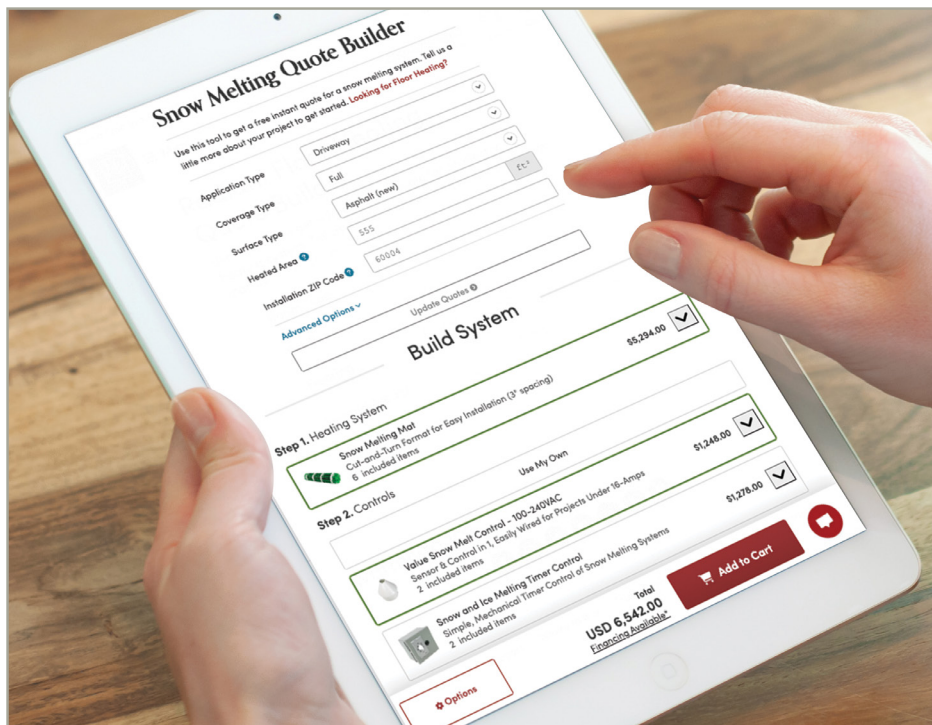 Snow Melting Quote Builder
Use this tool to get a free instant quote for a snow melting system. Tell us a
little more about your project to get started. Looking for Floor Heating?
Application Type
Driveway
Coverage Type
Full
Surface Type
Asphalt (new)
Heated Area ?
555
ft²
Installation ZIP Code ?
60004
Advanced Options
Update Quotes
Build System
Step 1. Heating System
Snow Melting Mat
Cut-and-Turn Format for Easy Installation (3" spacing)
6 included items
$5,294.00
Step 2. Controls
Use My Own
Value Snow Melt Control - 100-240VAC
Sensor & Control in 1, Easily Wired for Projects Under 16-Amps
2 included items
$1,248.00
Snow and Ice Melting Timer Control
Simple, Mechanical Timer Control of Snow Melting Systems
2 included items
$1,278.00
Options
Total
USD 6,542.00
Financing Available*
Add to Cart